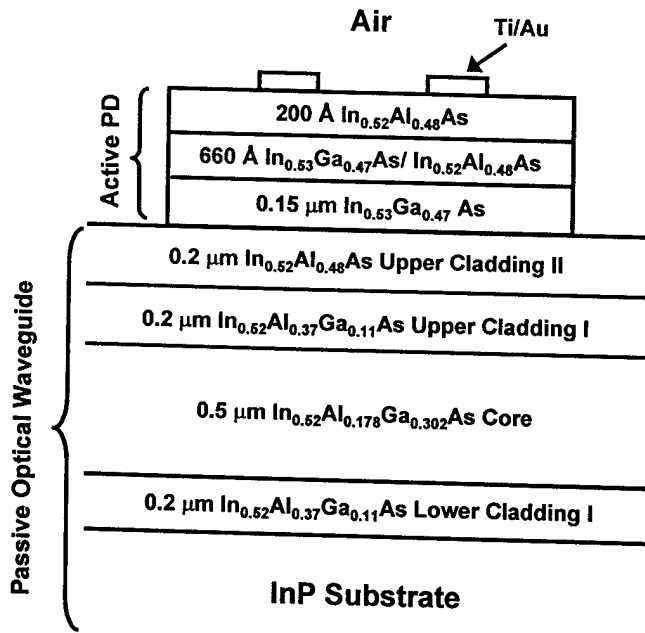 Air
Ti/Au
Active PD
200 Å In0.52Al0.48As
660 Å In0.53Ga0.47As/ In0.52Al0.48As
0.15 μm In0.53Ga0.47 As
Passive Optical Waveguide
0.2 μm In0.52Al0.48As Upper Cladding II
0.2 μm In0.52Al0.37Ga0.11As Upper Cladding I
0.5 μm In0.52Al0.178Ga0.302As Core
0.2 μm In0.52Al0.37Ga0.11As Lower Cladding I
InP Substrate